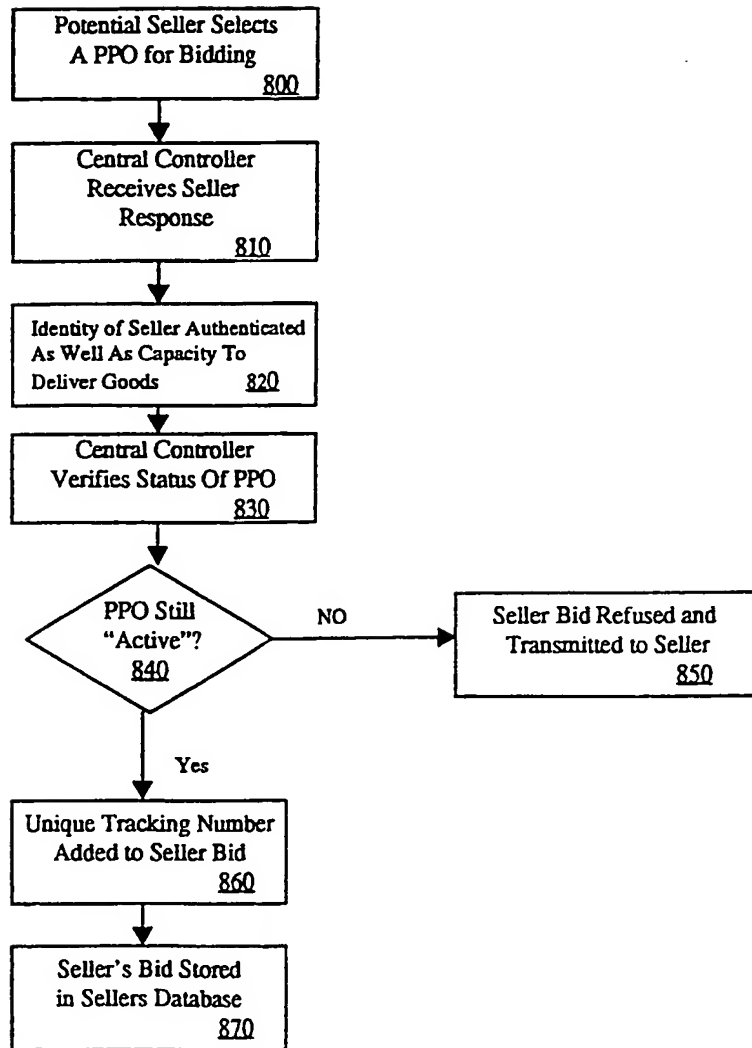 Potential Seller Selects
A PPO for Bidding
800
Central Controller
Receives Seller
Response
810
Identity of Seller Authenticated
As Well As Capacity To
Deliver Goods 820
Central Controller
Verifies Status Of PPO
830
PPO Still
"Active"?
840
NO
Seller Bid Refused and
Transmitted to Seller
850
Yes
Unique Tracking Number
Added to Seller Bid
860
Seller's Bid Stored
in Sellers Database
870